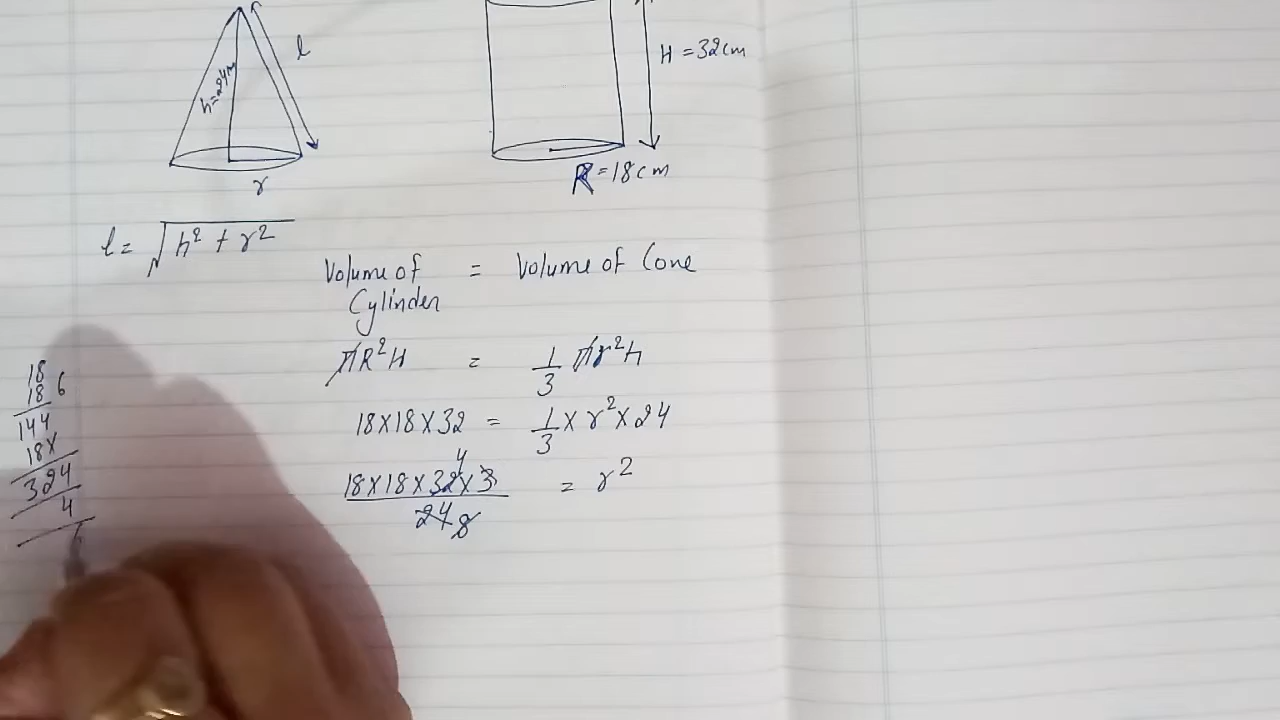 l
h=24m
r
H = 32cm
R = 18cm
l = √h² + r²
Volume of Cylinder = Volume of Cone
πR²H = 1/3 πr²h
18×18×32 = 1/3 × r² × 24
18×18×32 4×3 / 24 8 = r²
18
18 6
144
18×
324
4